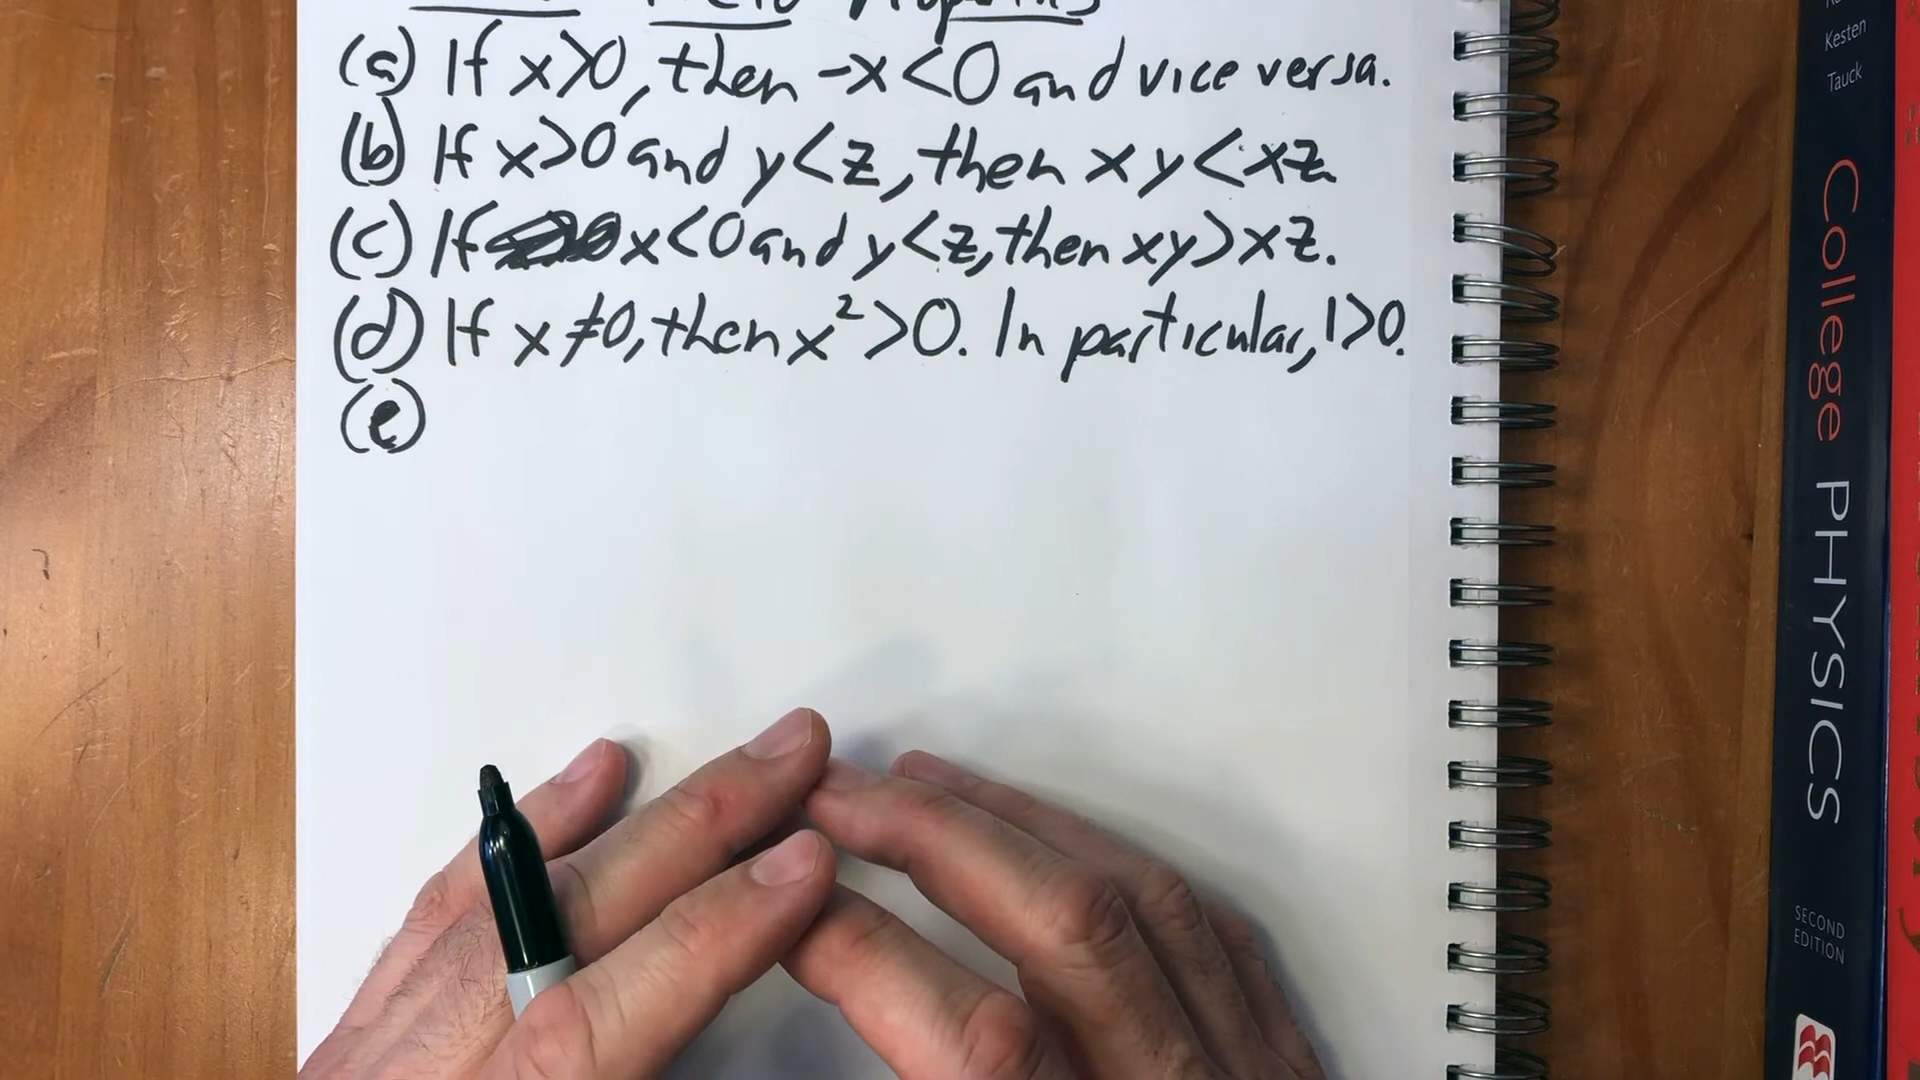 (a) If x>0, then -x<0 and vice versa.
(b) If x>0 and y<z, then xy<xz.
(c) If x<0 and y<z, then xy>xz.
(d) If x≠0, then x²>0. In particular, 1>0.
(e)
Kesten
Tauck
College PHYSICS
SECOND
EDITION